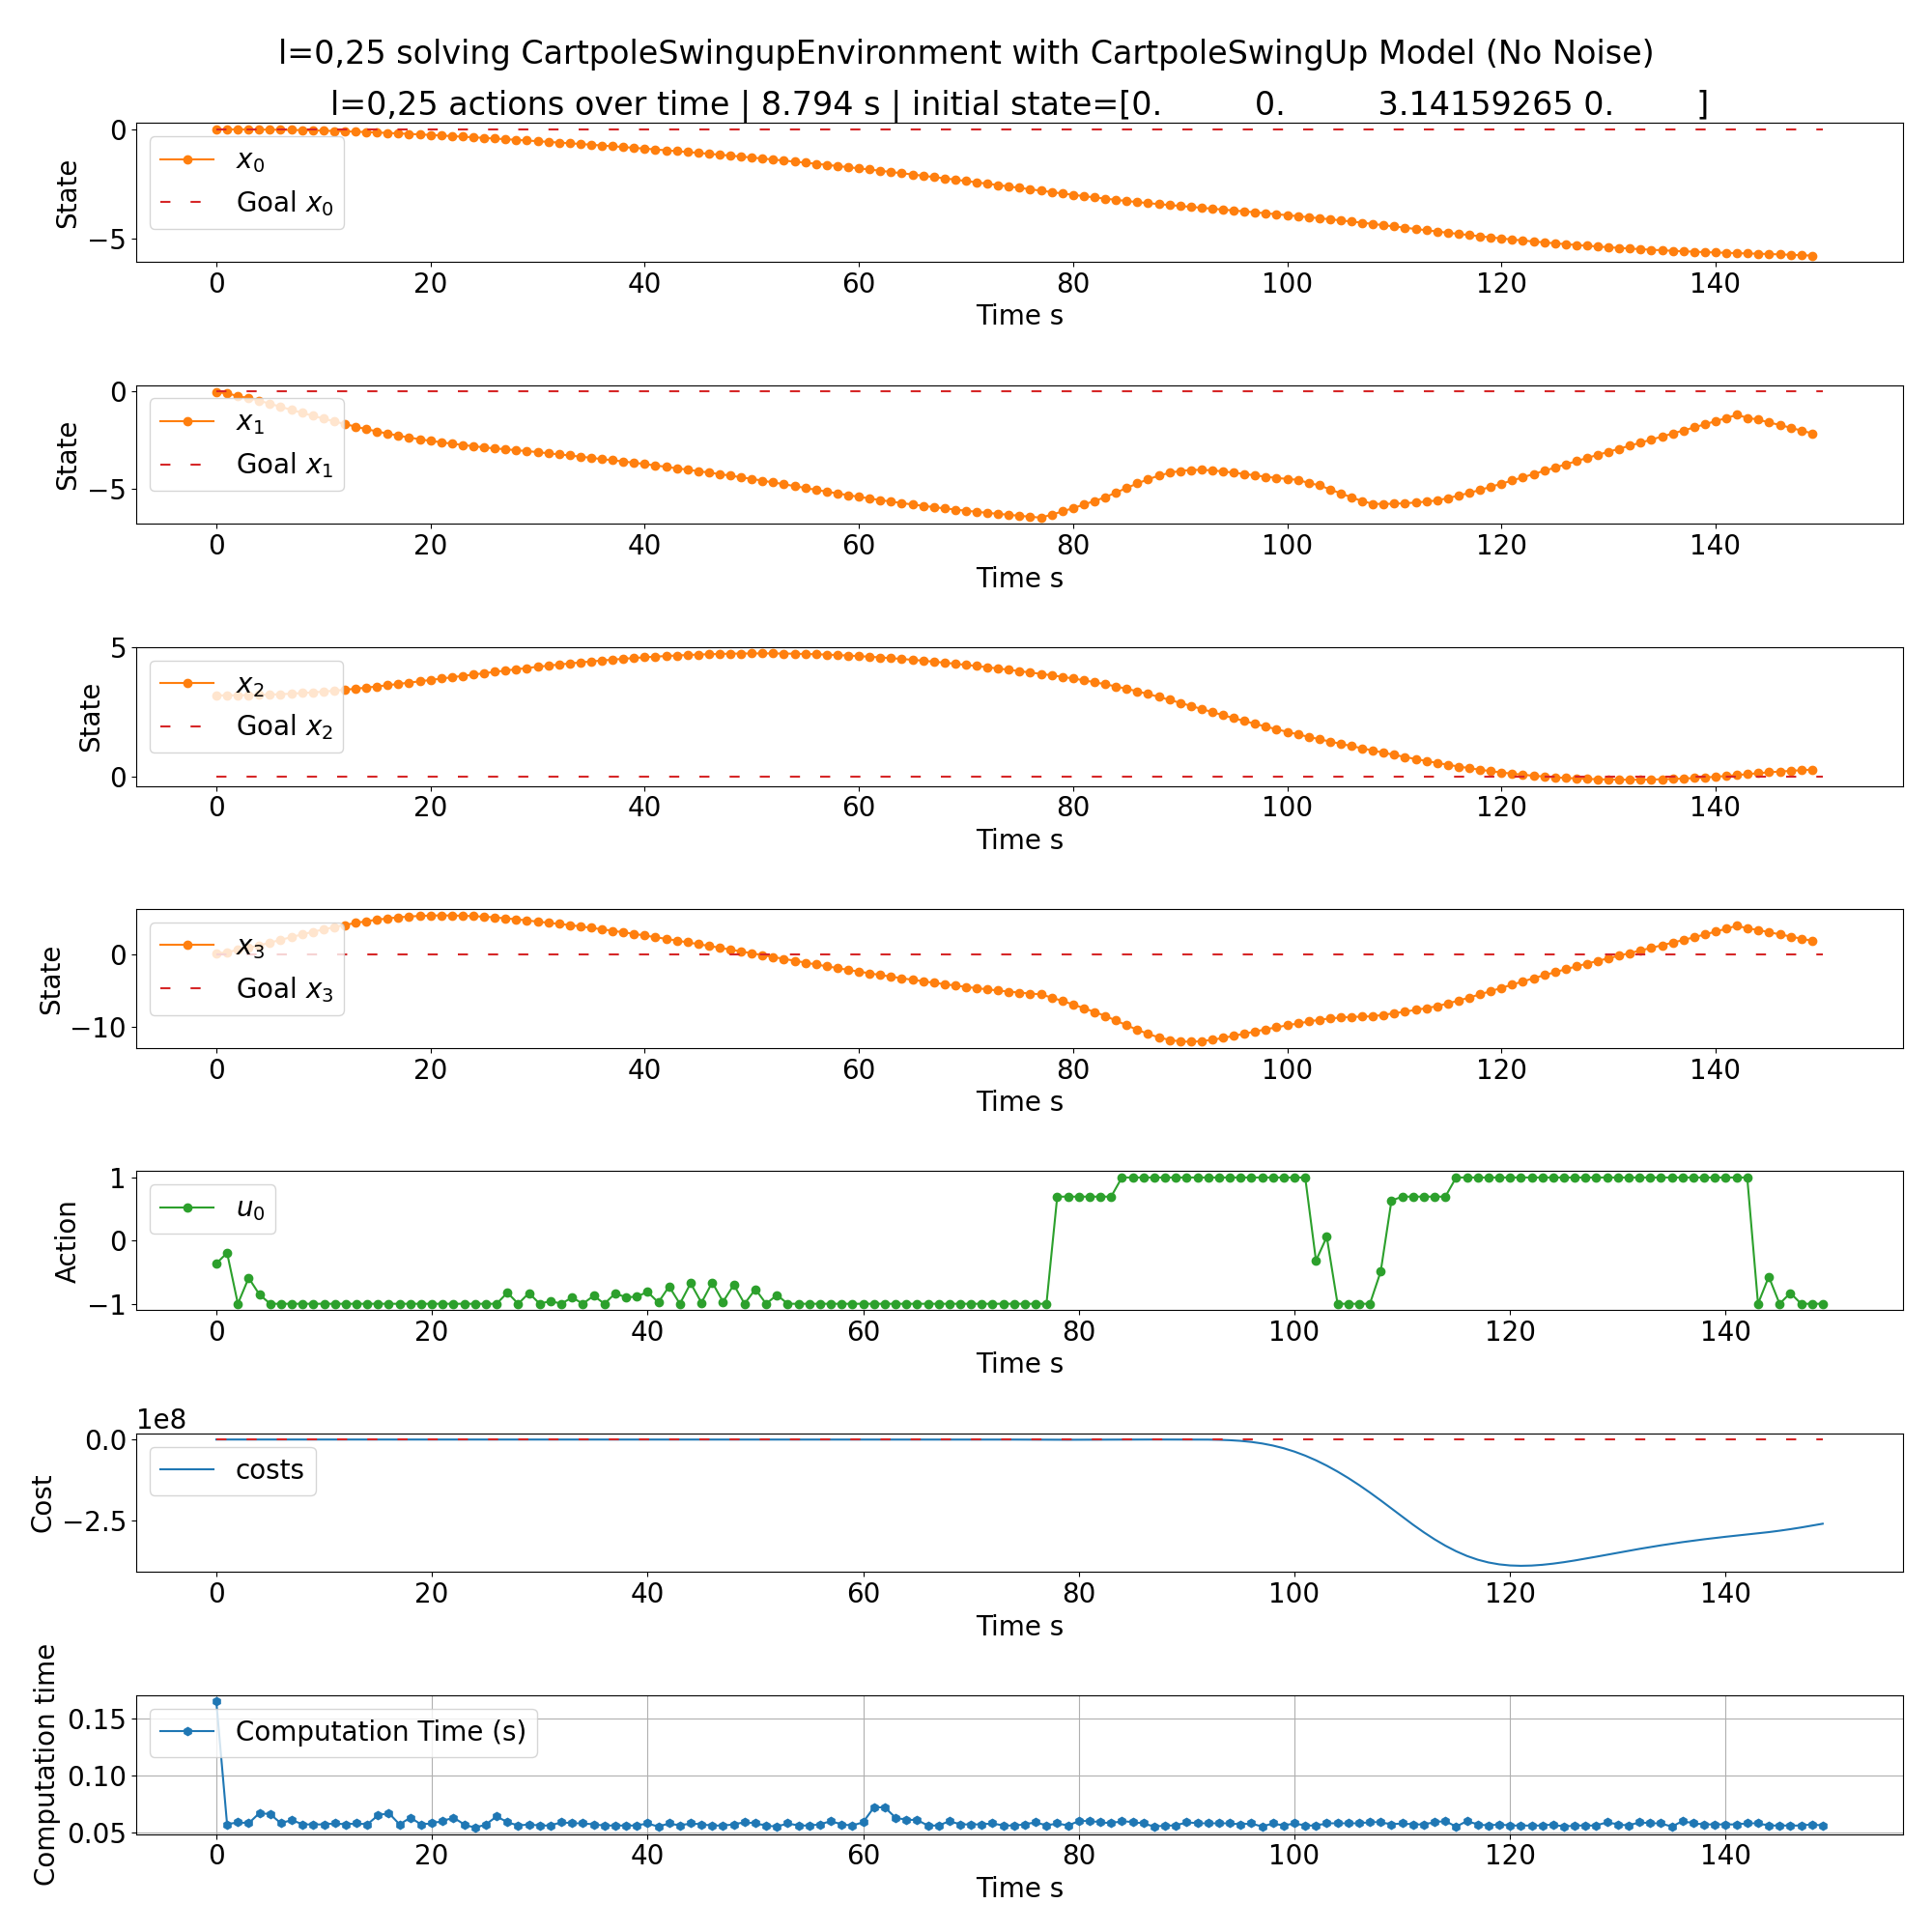 l=0,25 solving CartpoleSwingupEnvironment with CartpoleSwingUp Model (No Noise)
l=0,25 actions over time | 8.794 s | initial state=[0. 0. 3.14159265 0. ]
0
−5
State
x₀
Goal x₀
0 20 40 60 80 100 120 140
Time s
0
−5
State
x₁
Goal x₁
0 20 40 60 80 100 120 140
Time s
5
0
State
x₂
Goal x₂
0 20 40 60 80 100 120 140
Time s
0
−10
State
x₃
Goal x₃
0 20 40 60 80 100 120 140
Time s
1
0
−1
Action
u₀
0 20 40 60 80 100 120 140
Time s
1e8
0.0
−2.5
Cost
costs
0 20 40 60 80 100 120 140
Time s
0.15
0.10
0.05
Computation time
Computation Time (s)
0 20 40 60 80 100 120 140
Time s